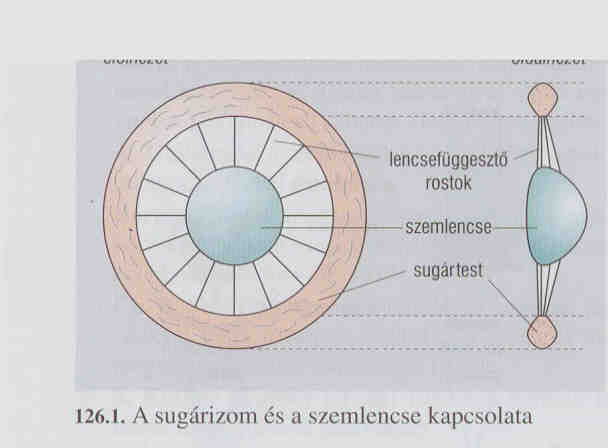 lencsefüggesztő
rostok
szemlencse
sugártest
126.1. A sugárizom és a szemlencse kapcsolata